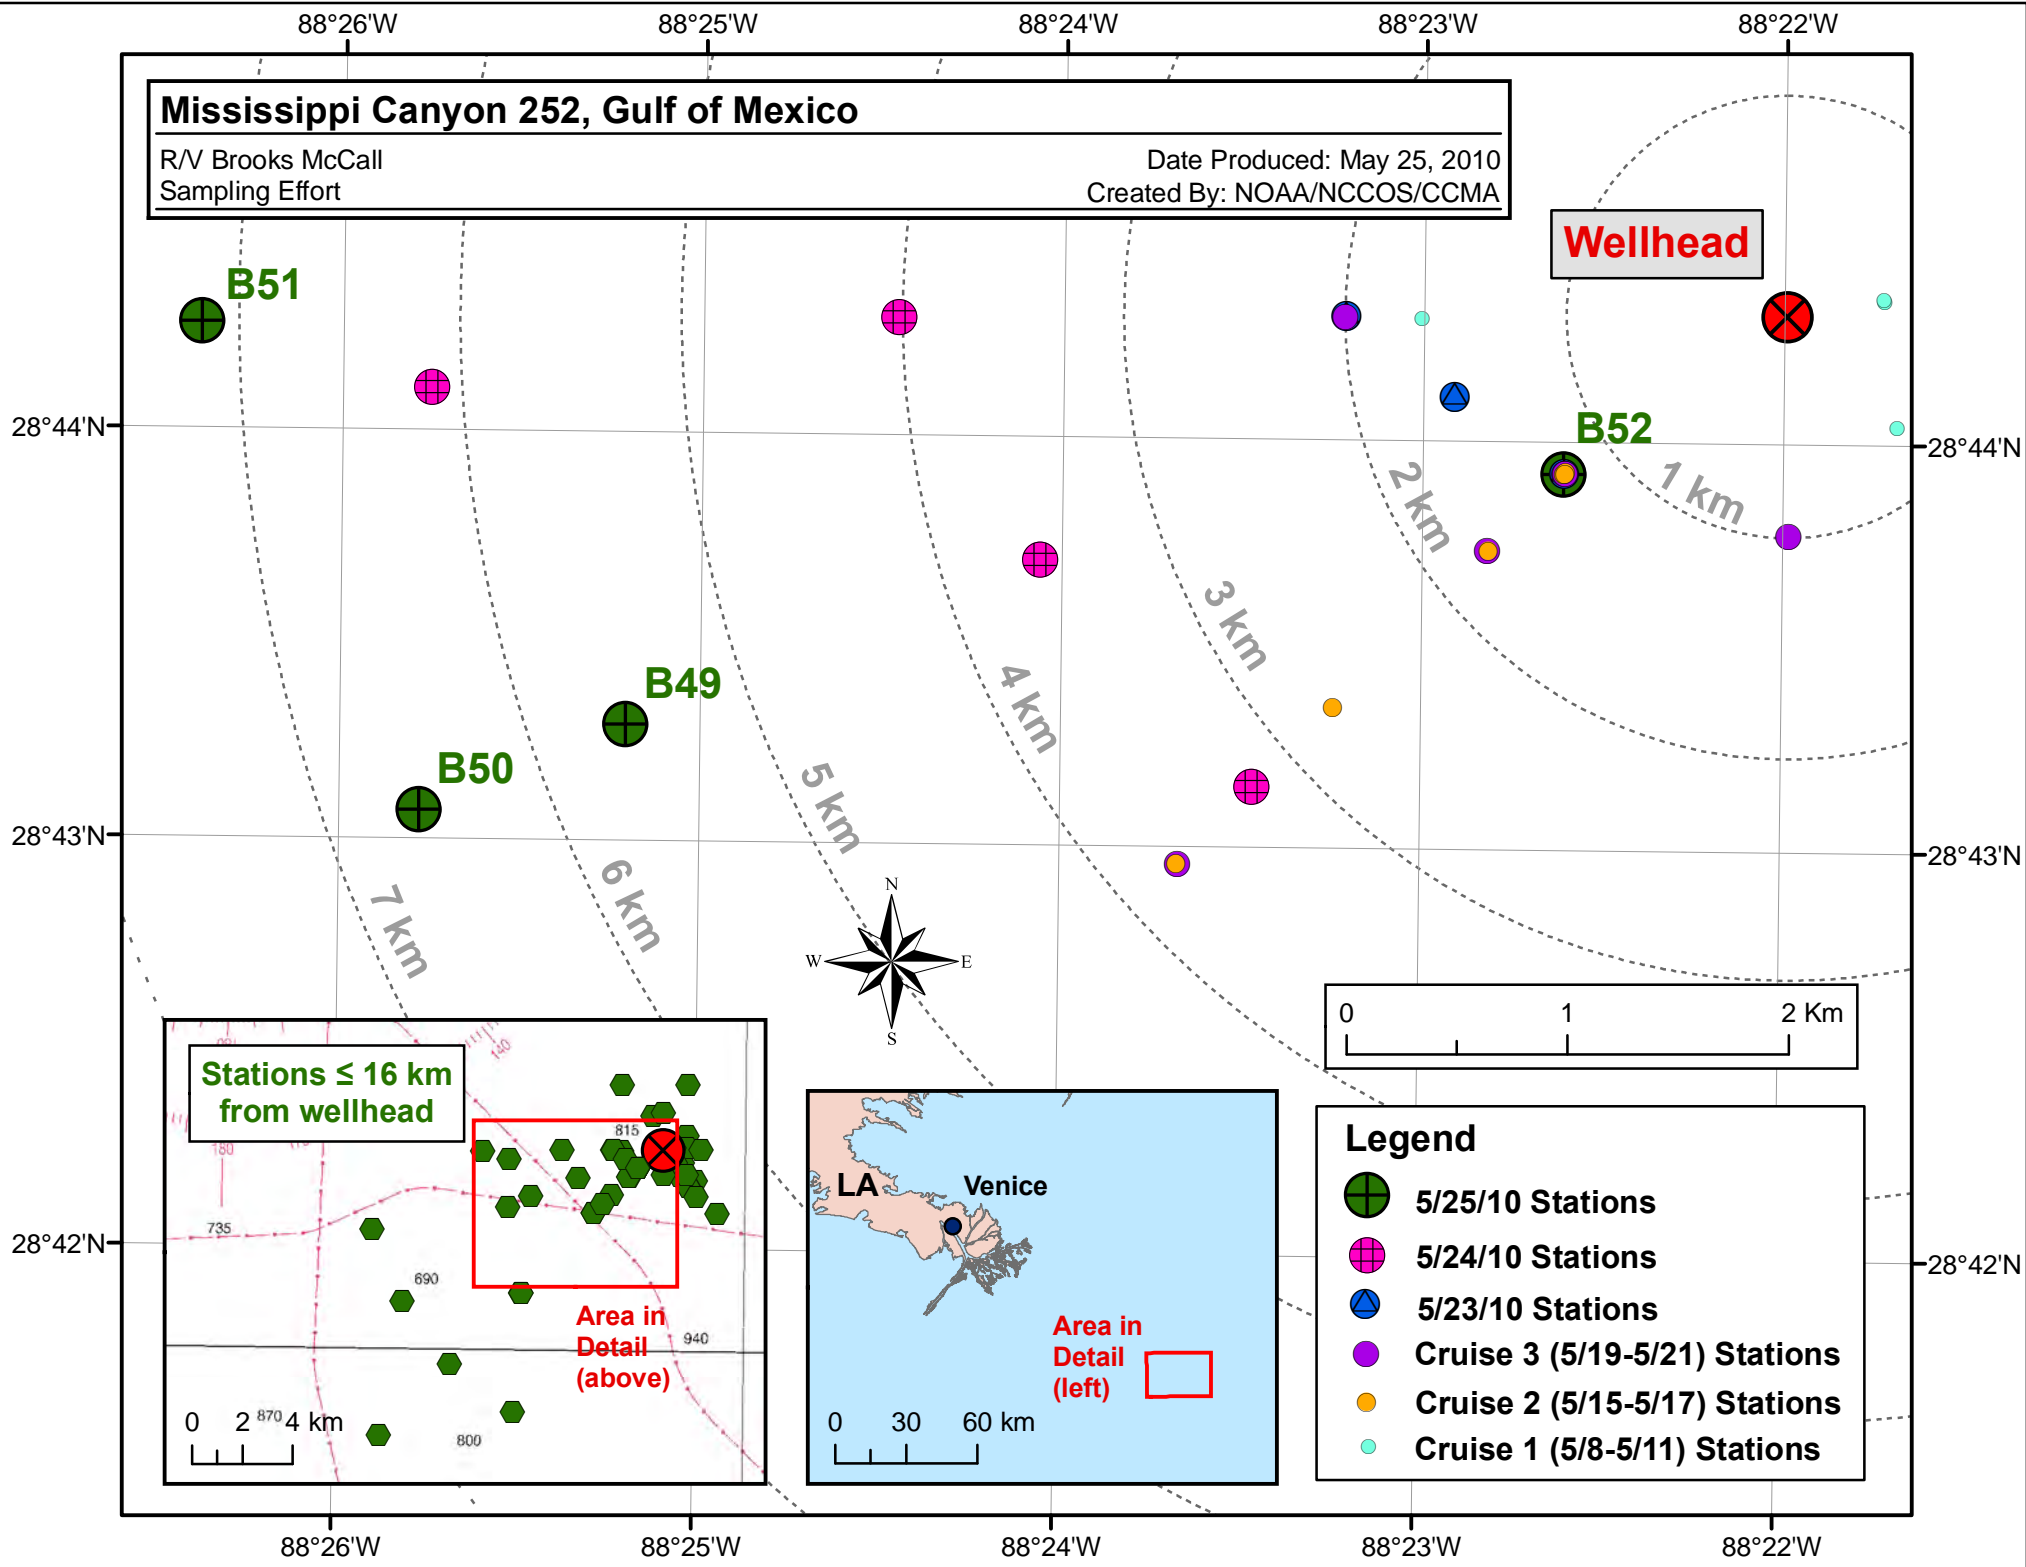 88°26'W 88°25'W 88°24'W 88°23'W 88°22'W
Mississippi Canyon 252, Gulf of Mexico
R/V Brooks McCall
Sampling Effort
Date Produced: May 25, 2010
Created By: NOAA/NCCOS/CCMA
Wellhead
B51
28°44'N
B52
28°44'N
1 km
2 km
3 km
4 km
5 km
6 km
7 km
B49
B50
28°43'N
28°43'N
N
W E
S
0 1 2 Km
Stations ≤ 16 km
from wellhead
140
180
815
735
690
940
870
800
Area in
Detail
(above)
0 2 4 km
LA
Venice
Area in
Detail
(left)
0 30 60 km
Legend
5/25/10 Stations
5/24/10 Stations
5/23/10 Stations
Cruise 3 (5/19-5/21) Stations
Cruise 2 (5/15-5/17) Stations
Cruise 1 (5/8-5/11) Stations
28°42'N
28°42'N
88°26'W 88°25'W 88°24'W 88°23'W 88°22'W